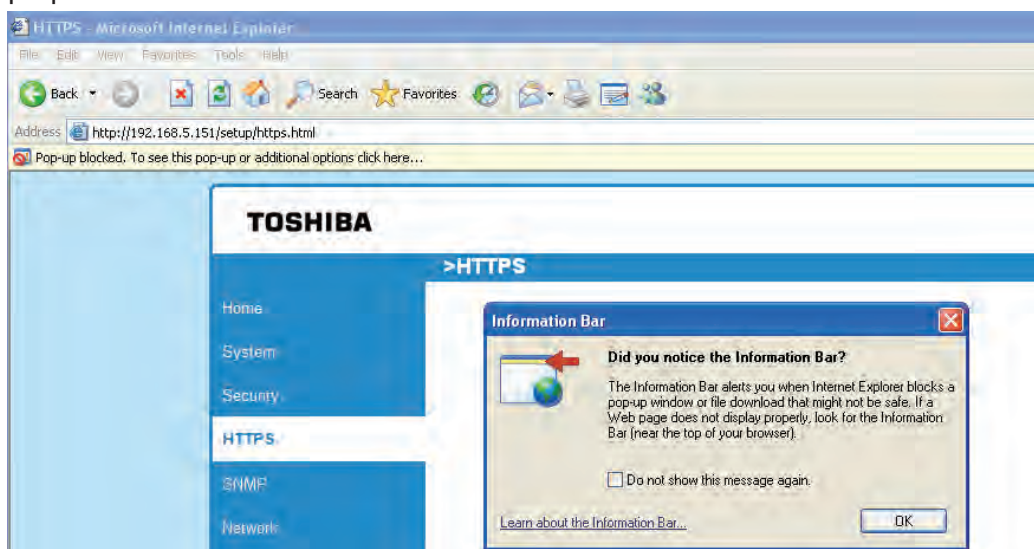 HTTPS - Microsoft Internet Explorer
File Edit View Favorites Tools Help
Back Search Favorites
Address http://192.168.5.151/setup/https.html
Pop-up blocked. To see this pop-up or additional options click here...
TOSHIBA
>HTTPS
Home
System
Security
HTTPS
SNMP
Network
Information Bar
Did you notice the Information Bar?
The Information Bar alerts you when Internet Explorer blocks a
pop-up window or file download that might not be safe. If a
Web page does not display properly, look for the Information
Bar (near the top of your browser).
Do not show this message again.
Learn about the Information Bar...
OK